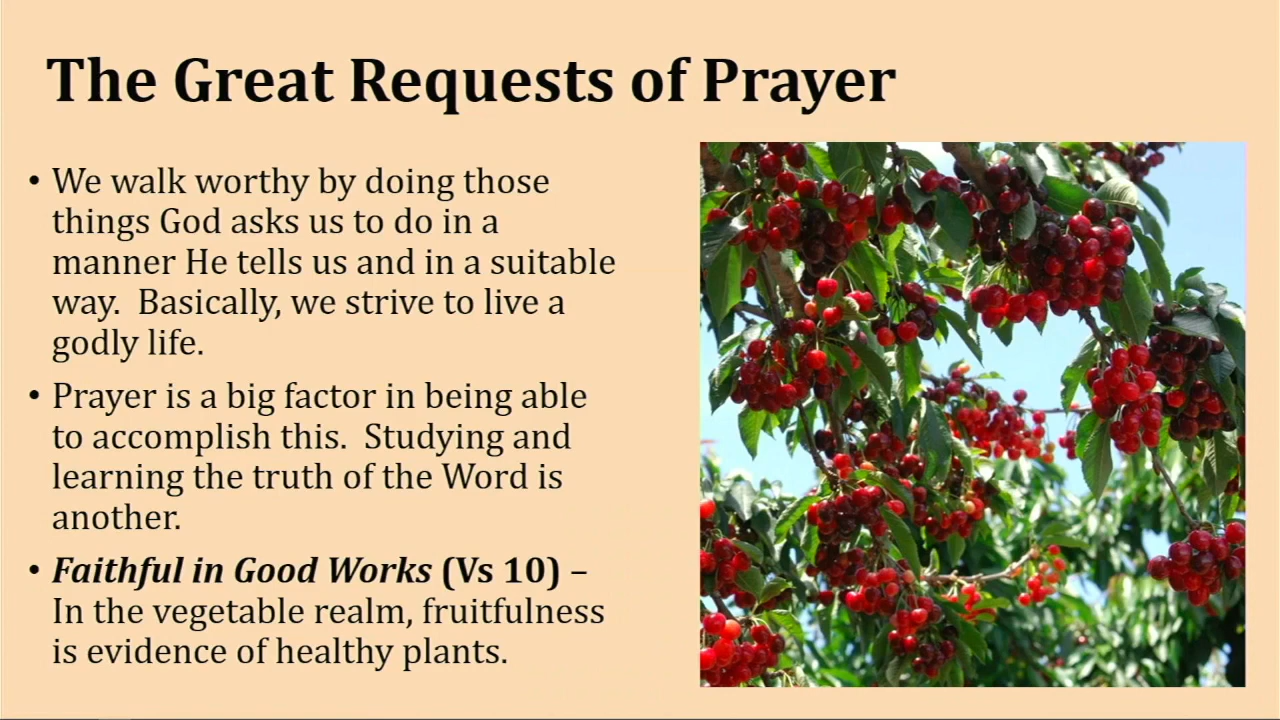 The Great Requests of Prayer
• We walk worthy by doing those
things God asks us to do in a
manner He tells us and in a suitable
way.  Basically, we strive to live a
godly life.
• Prayer is a big factor in being able
to accomplish this.  Studying and
learning the truth of the Word is
another.
• Faithful in Good Works (Vs 10) –
In the vegetable realm, fruitfulness
is evidence of healthy plants.